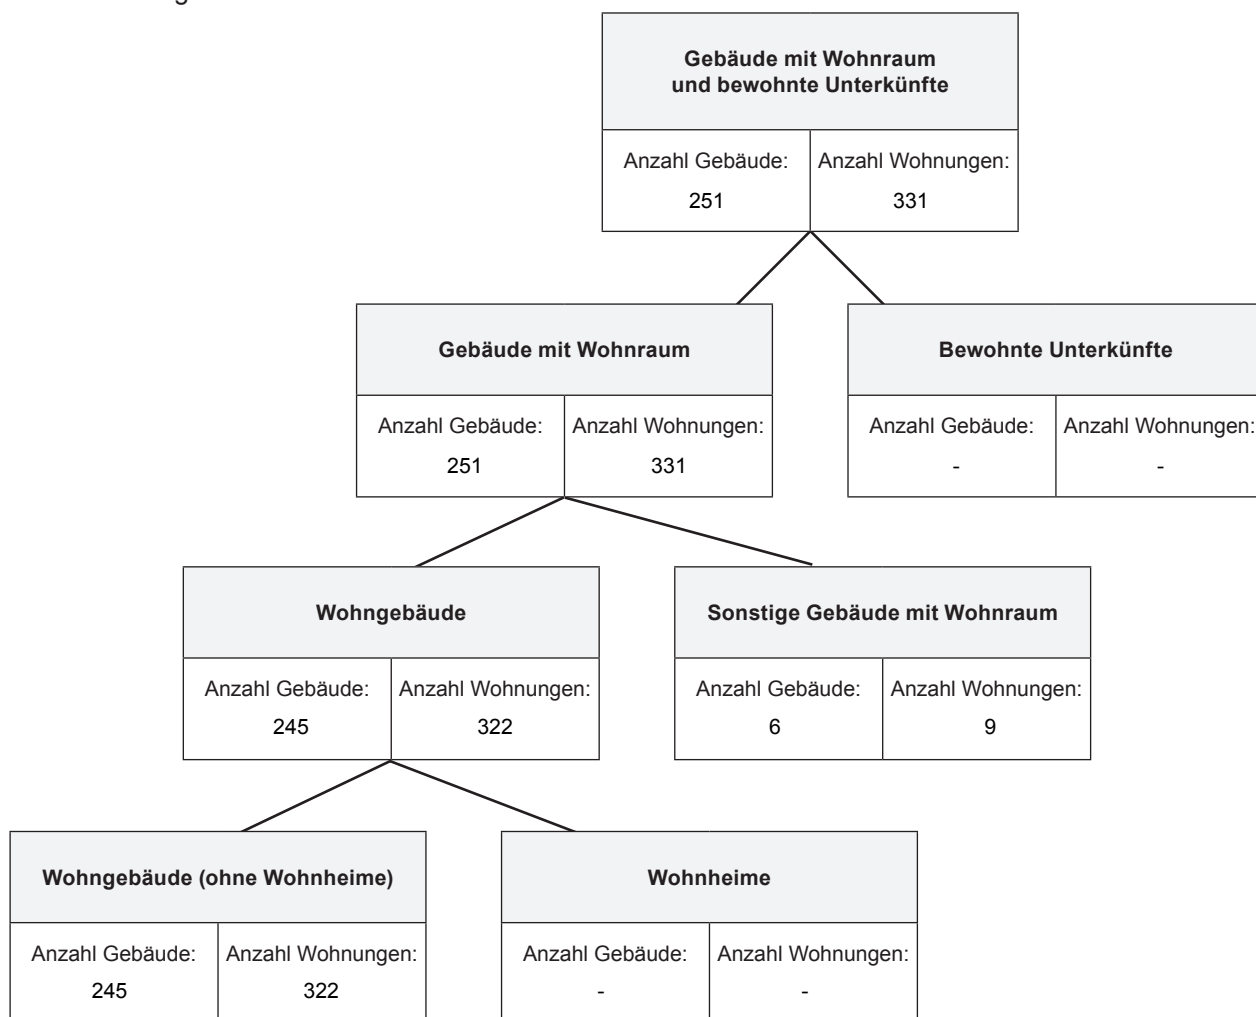 Gebäude mit Wohnraum
und bewohnte Unterkünfte
Anzahl Gebäude: Anzahl Wohnungen:
251 331
Gebäude mit Wohnraum
Anzahl Gebäude: Anzahl Wohnungen:
251 331
Bewohnte Unterkünfte
Anzahl Gebäude: Anzahl Wohnungen:
- -
Wohngebäude
Anzahl Gebäude: Anzahl Wohnungen:
245 322
Sonstige Gebäude mit Wohnraum
Anzahl Gebäude: Anzahl Wohnungen:
6 9
Wohngebäude (ohne Wohnheime)
Anzahl Gebäude: Anzahl Wohnungen:
245 322
Wohnheime
Anzahl Gebäude: Anzahl Wohnungen:
- -